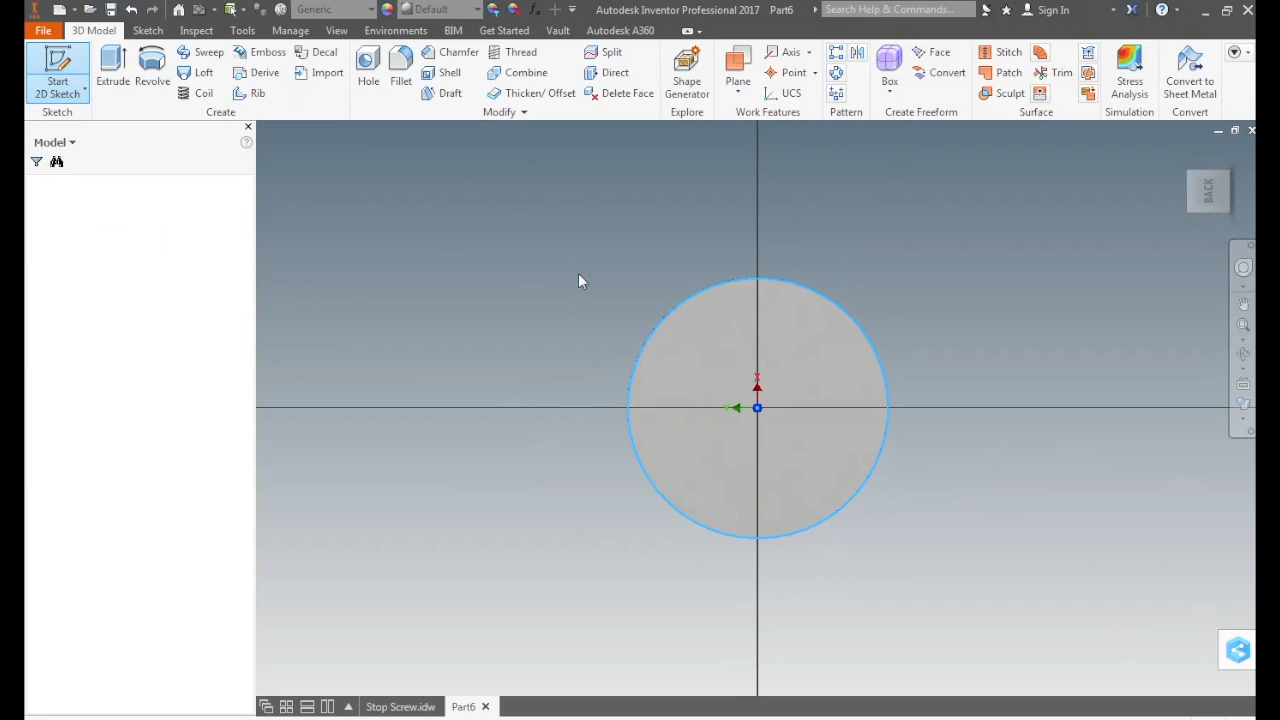 Generic Default fx Autodesk Inventor Professional 2017 Part6 Search Help & Commands... Sign In
File 3D Model Sketch Inspect Tools Manage View Environments BIM Get Started Vault Autodesk A360
Start 2D Sketch
Extrude Revolve
Sweep Emboss Decal
Loft Derive Import
Coil Rib
Hole Fillet
Chamfer Thread Split
Shell Combine Direct
Draft Thicken/ Offset Delete Face
Shape Generator
Plane
Axis
Point
UCS
Box
Face
Convert
Stitch
Patch Trim
Sculpt
Stress Analysis
Convert to Sheet Metal
Sketch Create Modify Explore Work Features Pattern Create Freeform Surface Simulation Convert
Model
BACK
X
Stop Screw.idw Part6